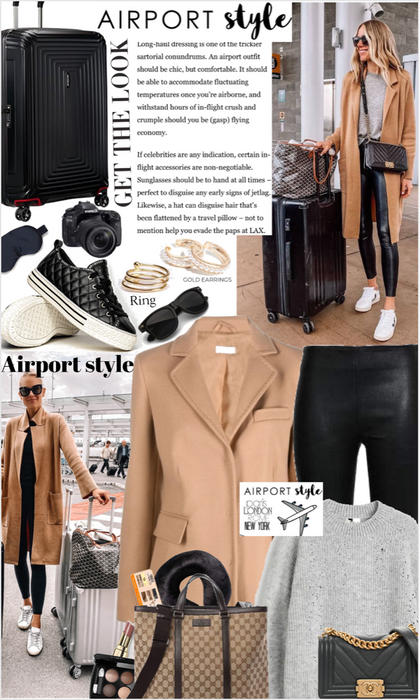 AIRPORT style
GET THE LOOK
Long-haul dressing is one of the trickier
sartorial conundrums. An airport outfit
should be chic, but comfortable. It should
be able to accommodate fluctuating
temperatures once you're airborne, and
withstand hours of in-flight crush and
crumple should you be (gasp) flying
economy.
If celebrities are any indication, certain in-
flight accessories are non-negotiable.
Sunglasses should be to hand at all times –
perfect to disguise any early signs of jetlag.
Likewise, a hat can disguise hair that's
been flattened by a travel pillow – not to
mention help you evade the paps at LAX.
GOLD EARRINGS
Ring
Airport style
AIRPORT style
PARIS
LONDON
ROME
NEW YORK